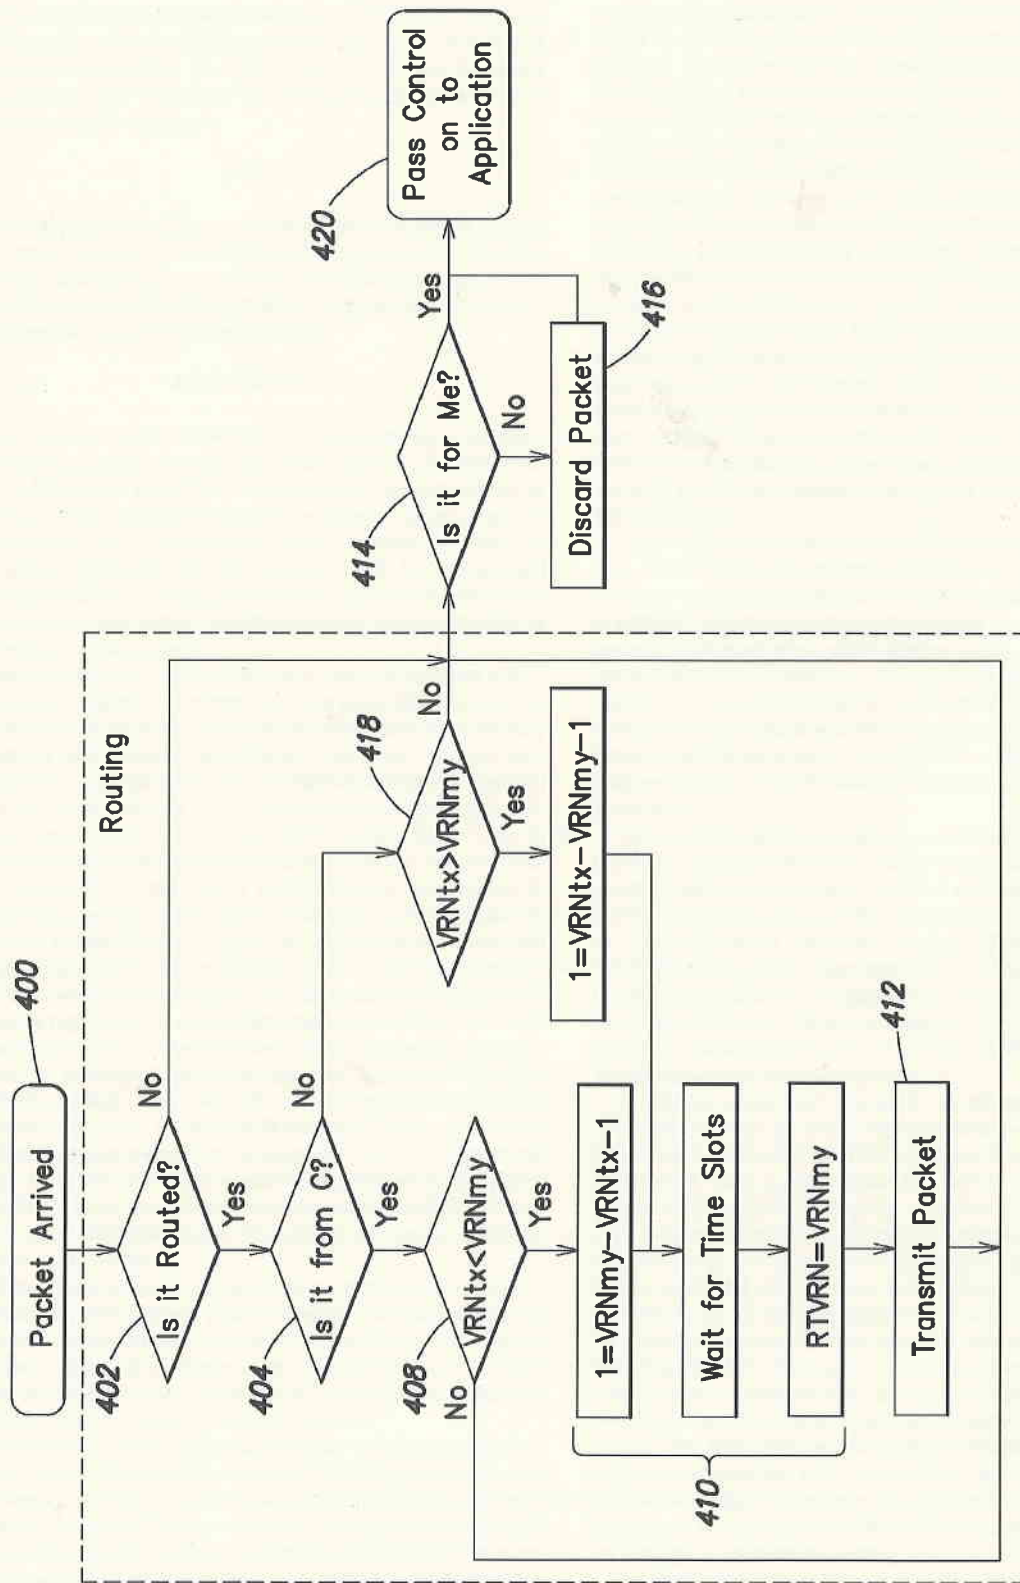 Packet Arrived
400
Routing
Is it Routed?
402
No
Yes
Is it from C?
404
No
Yes
VRNtx<VRNmy
408
No
Yes
1=VRNmy-VRNtx-1
Wait for Time Slots
RTVRN=VRNmy
410
Transmit Packet
412
VRNtx>VRNmy
418
No
Yes
1=VRNtx-VRNmy-1
Is it for Me?
414
Yes
No
Discard Packet
416
Pass Control
on to
Application
420